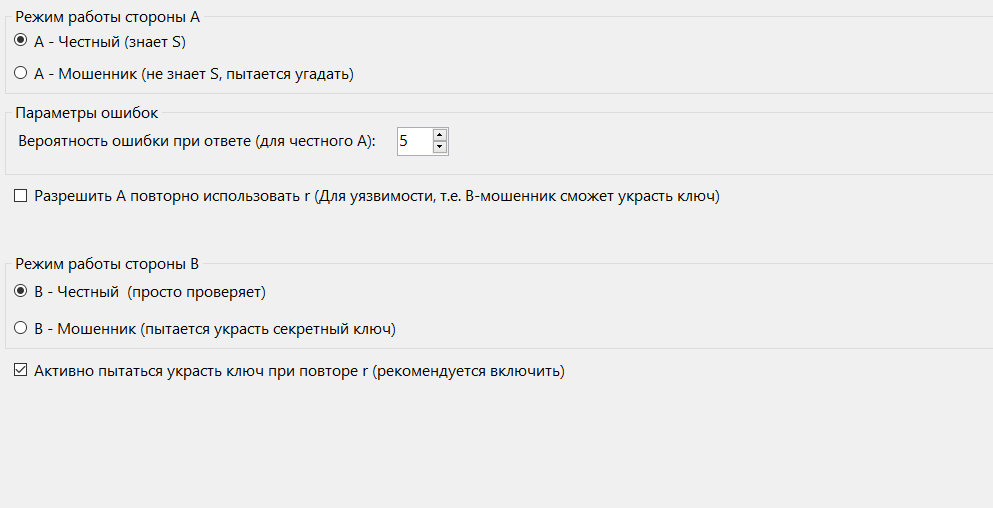 Режим работы стороны A
A - Честный (знает S)
A - Мошенник (не знает S, пытается угадать)
Параметры ошибок
Вероятность ошибки при ответе (для честного A): 5
Разрешить A повторно использовать r (Для уязвимости, т.е. B-мошенник сможет украсть ключ)
Режим работы стороны B
B - Честный (просто проверяет)
B - Мошенник (пытается украсть секретный ключ)
Активно пытаться украсть ключ при повторе r (рекомендуется включить)